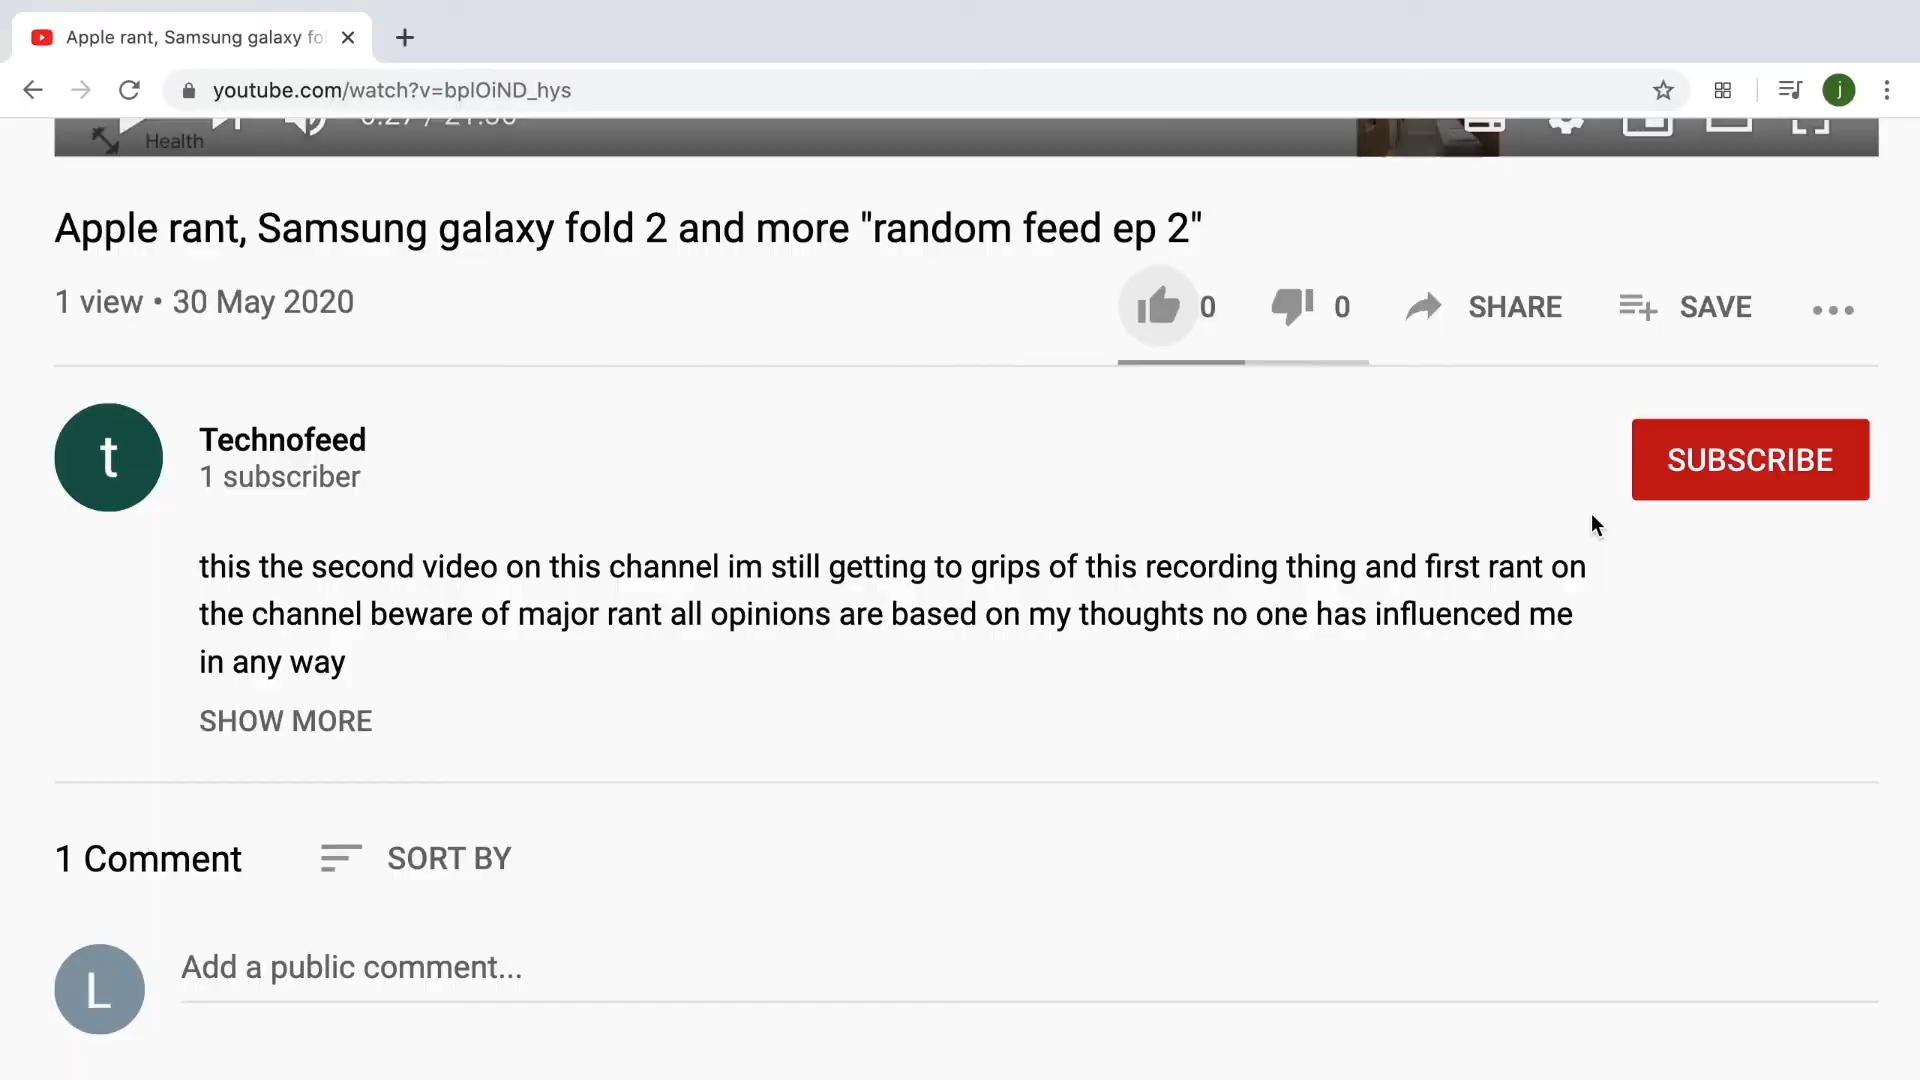 Apple rant, Samsung galaxy fo
youtube.com/watch?v=bplOiND_hys
Health
Apple rant, Samsung galaxy fold 2 and more "random feed ep 2"
1 view • 30 May 2020
0
0
SHARE
SAVE
t
Technofeed
1 subscriber
SUBSCRIBE
this the second video on this channel im still getting to grips of this recording thing and first rant on
the channel beware of major rant all opinions are based on my thoughts no one has influenced me
in any way
SHOW MORE
1 Comment
SORT BY
L
Add a public comment...
j